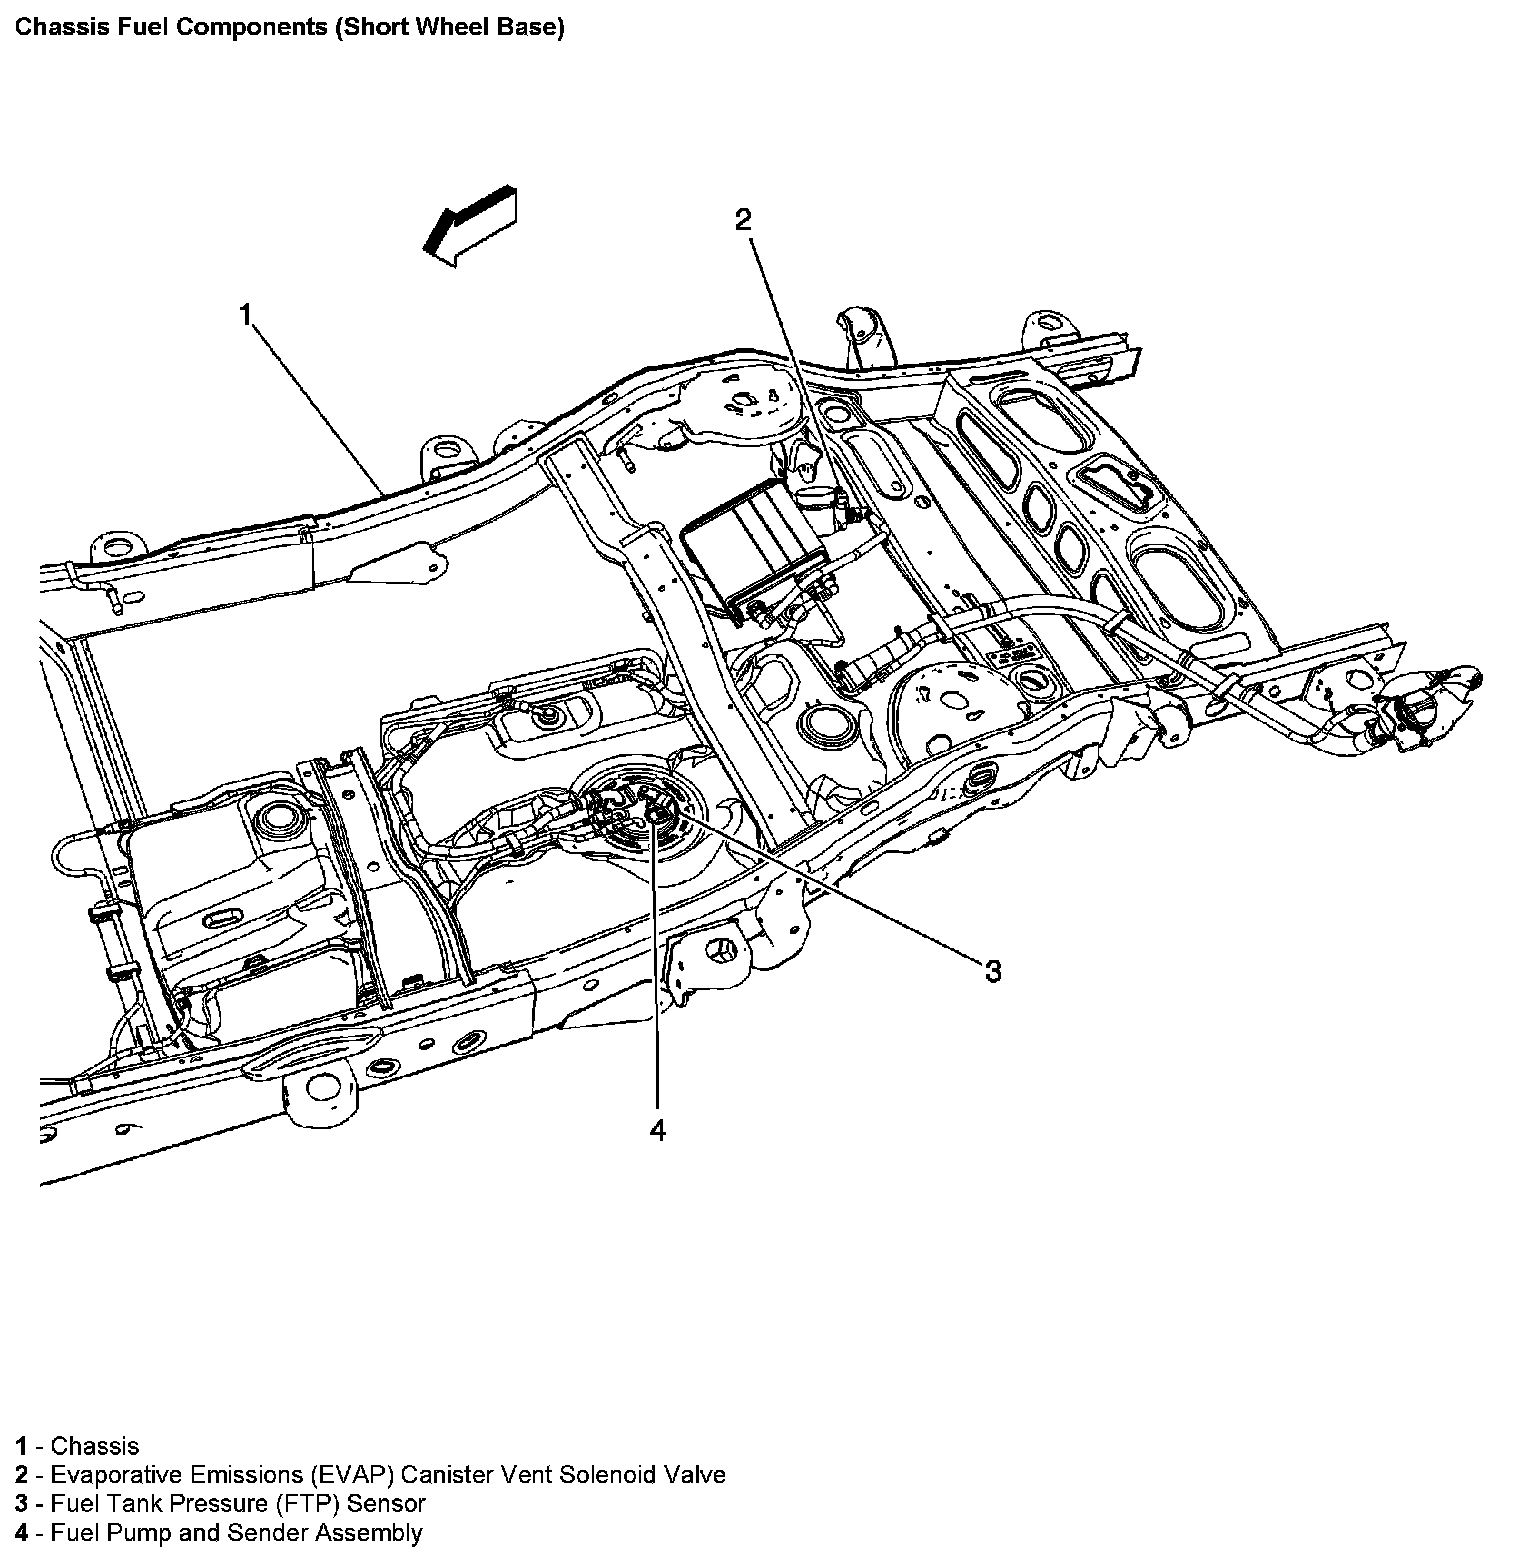 Chassis Fuel Components (Short Wheel Base)
2
1
3
4
1 - Chassis
2 - Evaporative Emissions (EVAP) Canister Vent Solenoid Valve
3 - Fuel Tank Pressure (FTP) Sensor
4 - Fuel Pump and Sender Assembly